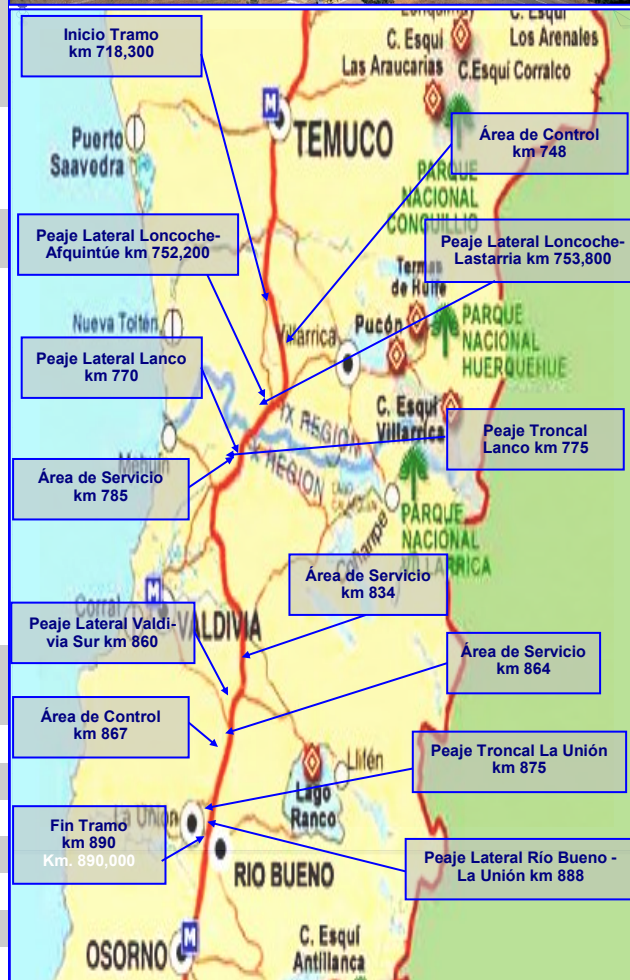 Lonquimay
C. Esquí
Los Arenales
C. Esquí
Las Araucarias
C.Esquí Corralco
Inicio Tramo
km 718,300
M
TEMUCO
Puerto
Saavedra
Área de Control
km 748
PARQUE
NACIONAL
CONGUILLIO
Peaje Lateral Loncoche-
Afquintúe km 752,200
Peaje Lateral Loncoche-
Lastarria km 753,800
Termas
de Huife
Nueva Toltén
Villarrica
Pucón
PARQUE
NACIONAL
HUERQUEHUE
Peaje Lateral Lanco
km 770
C. Esquí
Villarrica
IX REGION
X REGION
Peaje Troncal
Lanco km 775
Mehuín
Área de Servicio
km 785
Coñaripe
PARQUE
NACIONAL
VILLARRICA
Área de Servicio
km 834
M
Corral
VALDIVIA
Peaje Lateral Valdi-
via Sur km 860
Área de Servicio
km 864
Área de Control
km 867
Llifén
Lago
Ranco
Peaje Troncal La Unión
km 875
La Unión
Fin Tramo
km 890
Km. 890,000
Peaje Lateral Río Bueno -
La Unión km 888
RIO BUENO
M
OSORNO
C. Esquí
Antillanca